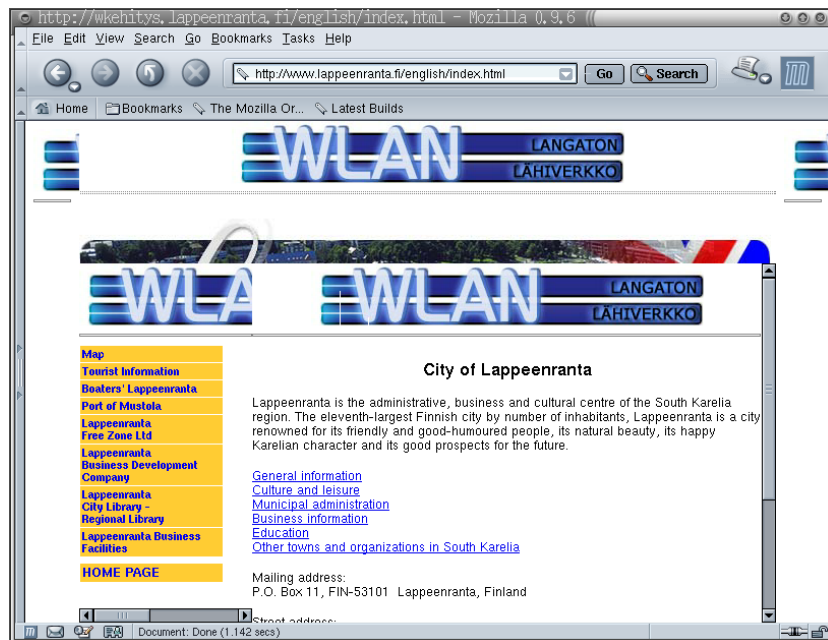 http://wkehitys.lappeenranta.fi/english/index.html - Mozilla 0.9.6
File Edit View Search Go Bookmarks Tasks Help
http://www.lappeenranta.fi/english/index.html Go Search
Home Bookmarks The Mozilla Or... Latest Builds
WLAN LANGATON
LÄHIVERKKO
WLA WLAN LANGATON
LÄHIVERKKO
Map
Tourist Information
Boaters' Lappeenranta
Port of Mustola
Lappeenranta
Free Zone Ltd
Lappeenranta
Business Development
Company
Lappeenranta
City Library -
Regional Library
Lappeenranta Business
Facilities
HOME PAGE
City of Lappeenranta
Lappeenranta is the administrative, business and cultural centre of the South Karelia
region. The eleventh-largest Finnish city by number of inhabitants, Lappeenranta is a city
renowned for its friendly and good-humoured people, its natural beauty, its happy
Karelian character and its good prospects for the future.
General information
Culture and leisure
Municipal administration
Business information
Education
Other towns and organizations in South Karelia
Mailing address:
P.O. Box 11, FIN-53101 Lappeenranta, Finland
Street address:
Document: Done (1.142 secs)